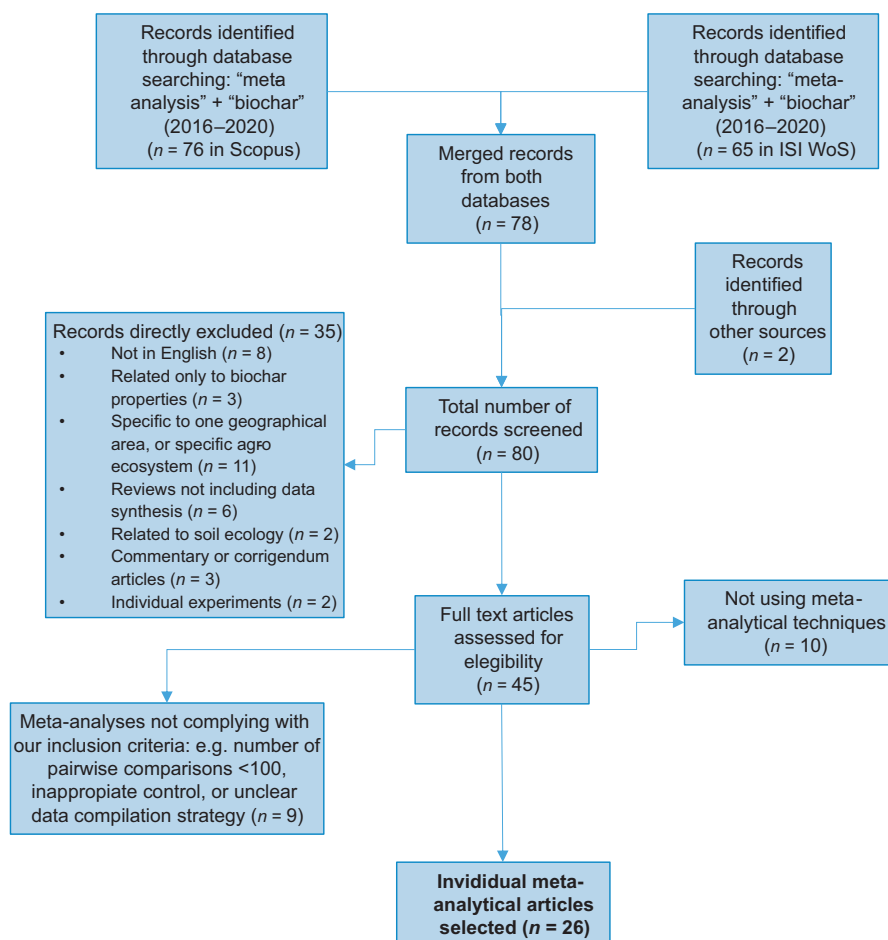 Records identified
through database
searching: “meta
analysis” + “biochar”
(2016–2020)
(n = 76 in Scopus)
Records identified
through database
searching: “meta-
analysis” + “biochar”
(2016–2020)
(n = 65 in ISI WoS)
Merged records
from both
databases
(n = 78)
Records
identified
through
other sources
(n = 2)
Records directly excluded (n = 35)
• Not in English (n = 8)
• Related only to biochar
properties (n = 3)
• Specific to one geographical
area, or specific agro-
ecosystem (n = 11)
• Reviews not including data
synthesis (n = 6)
• Related to soil ecology (n = 2)
• Commentary or corrigendum
articles (n = 3)
• Individual experiments (n = 2)
Total number of
records screened
(n = 80)
Full text articles
assessed for
elegibility
(n = 45)
Not using meta-
analytical techniques
(n = 10)
Meta-analyses not complying with
our inclusion criteria: e.g. number of
pairwise comparisons <100,
inappropiate control, or unclear
data compilation strategy (n = 9)
Invididual meta-
analytical articles
selected (n = 26)